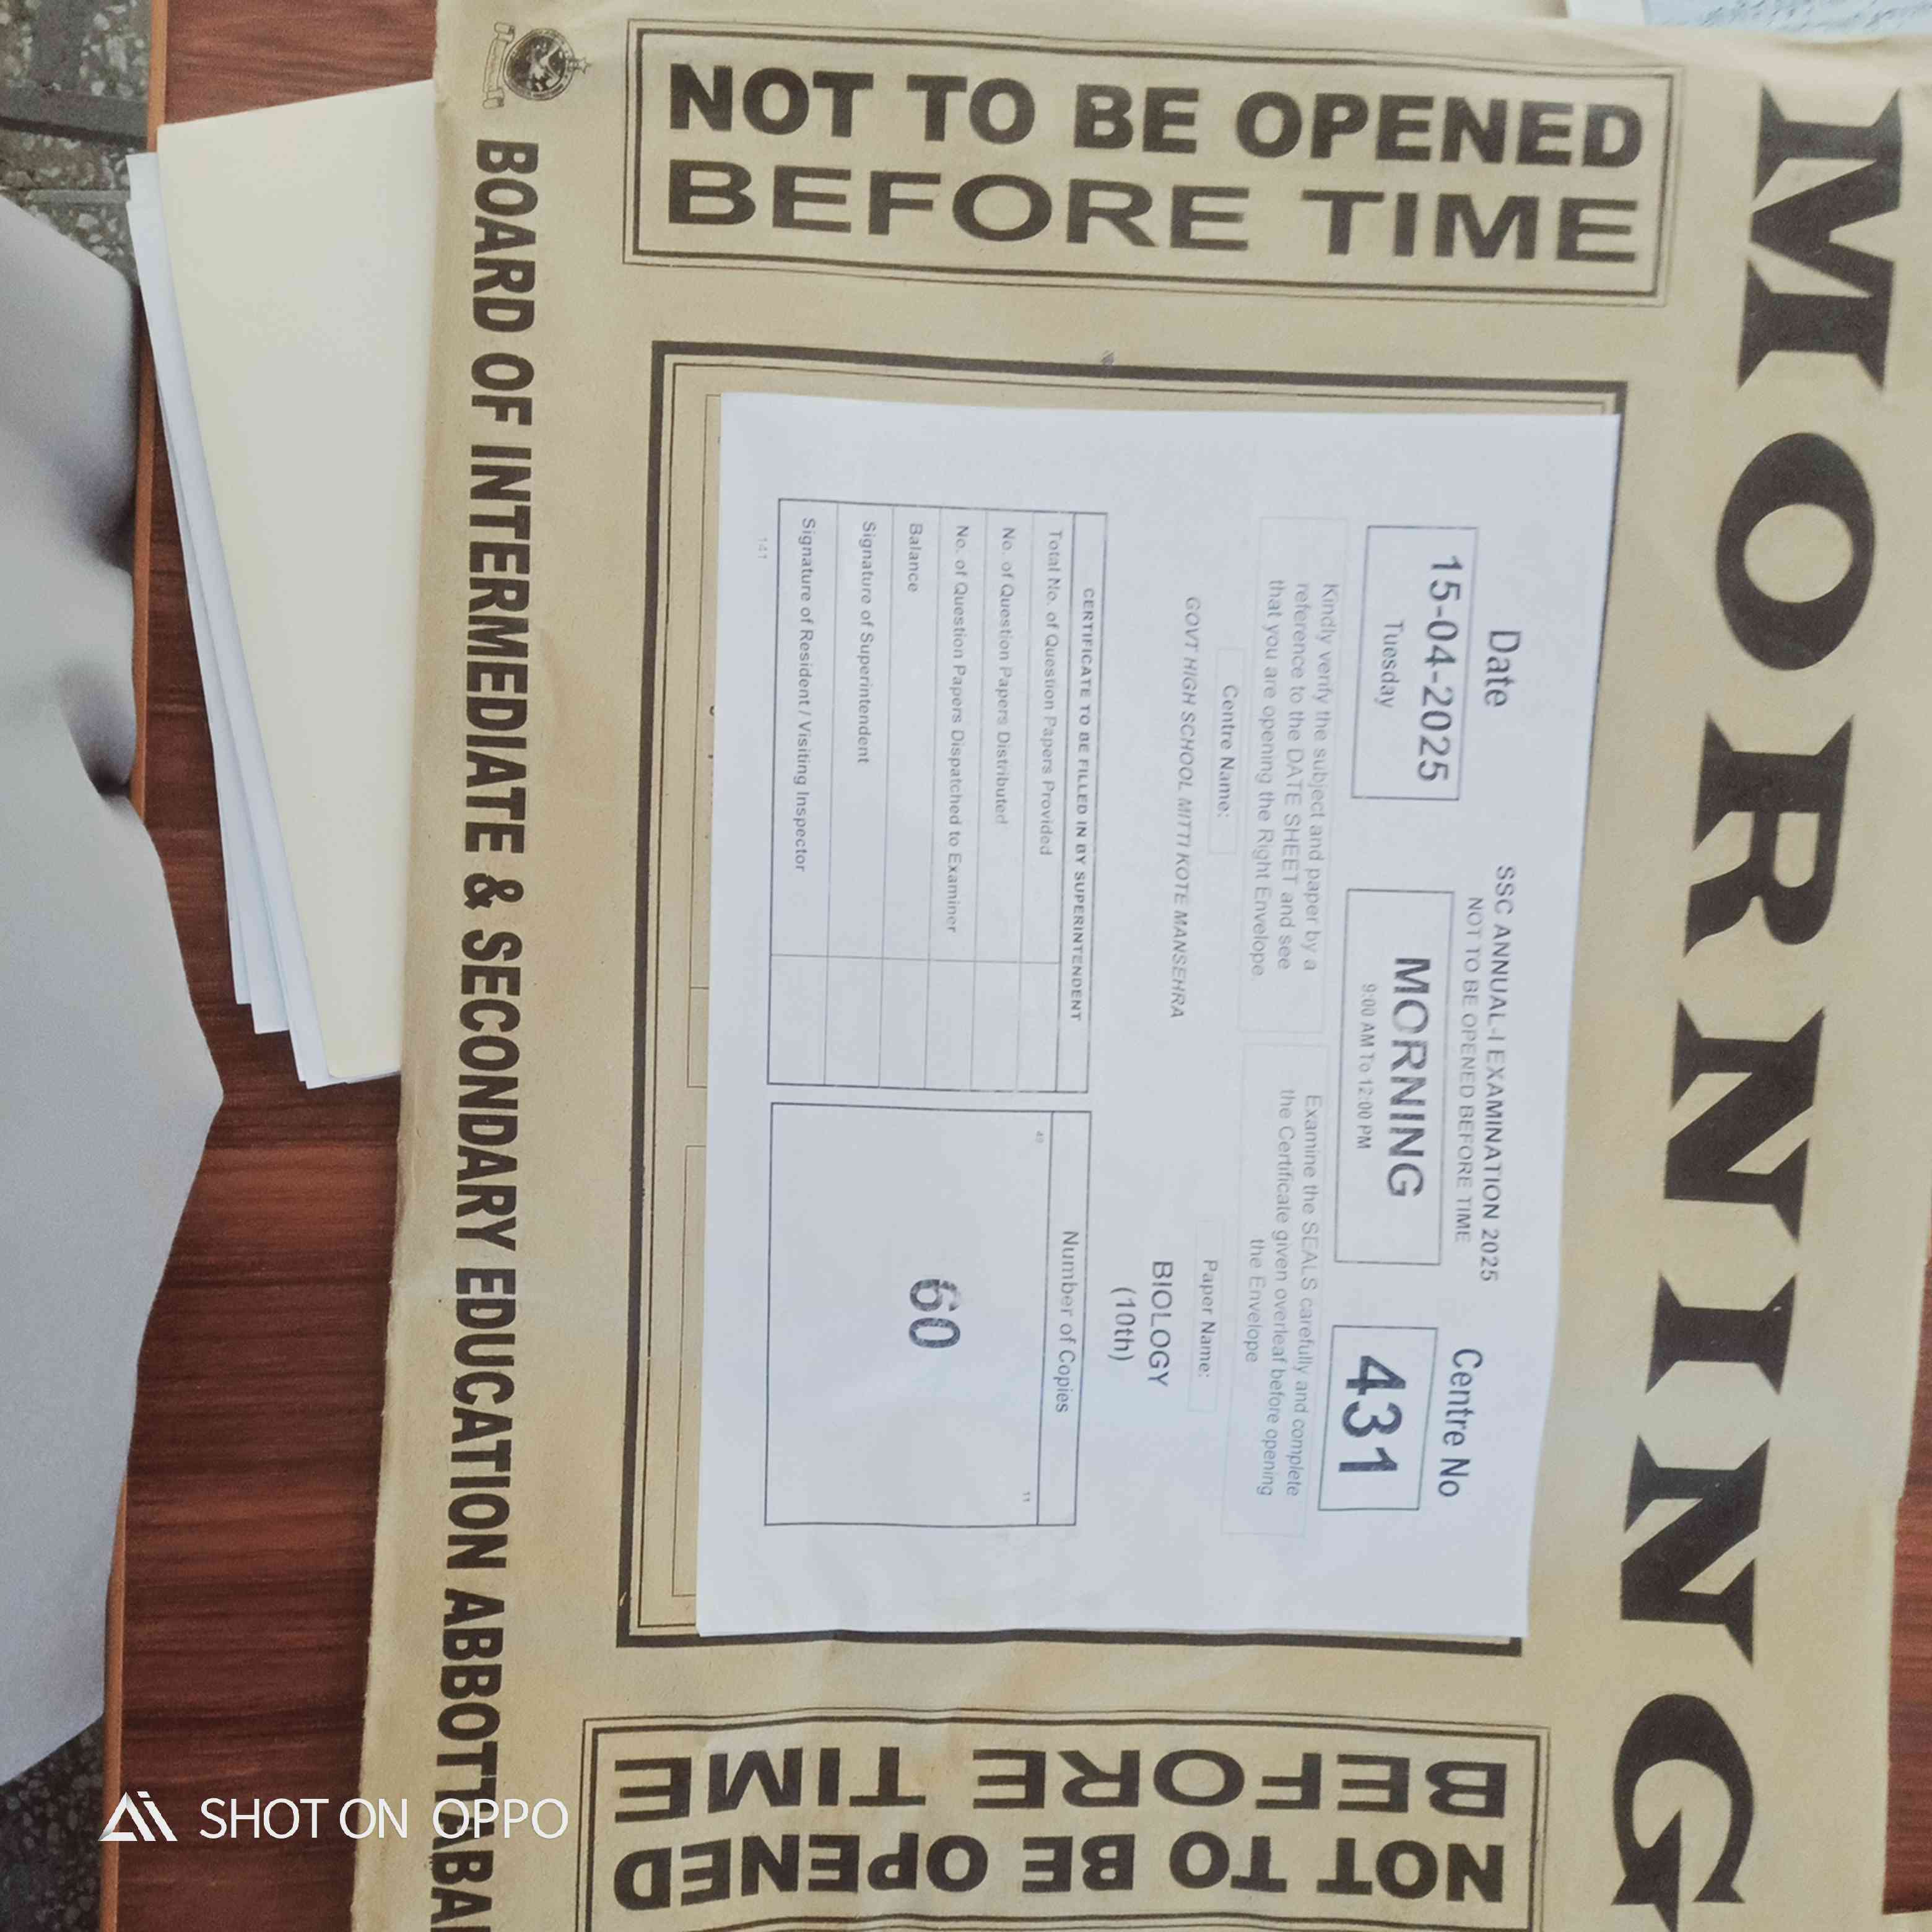 MORNING
NOT TO BE OPENED
BEFORE TIME
SSC ANNUAL-I EXAMINATION 2025
NOT TO BE OPENED BEFORE TIME
Date
15-04-2025
Tuesday
MORNING
9:00 AM To 12:00 PM
Centre No
431
Kindly verify the subject and paper by a
reference to the DATE SHEET and see
that you are opening the Right Envelope
Examine the SEALS carefully and complete
the Certificate given overleaf before opening
the Envelope
Centre Name:
GOVT HIGH SCHOOL MITTI KOTE MANSEHRA
Paper Name:
BIOLOGY
(10th)
CERTIFICATE TO BE FILLED IN BY SUPERINTENDENT
Total No. of Question Papers Provided
No. of Question Papers Distributed
No. of Question Papers Dispatched to Examiner
Balance
Signature of Superintendent
Signature of Resident / Visiting Inspector
141
Number of Copies
49
11
60
NOT TO BE OPENED
BEFORE TIME
BOARD OF INTERMEDIATE & SECONDARY EDUCATION ABBOTTABA
SHOT ON OPPO